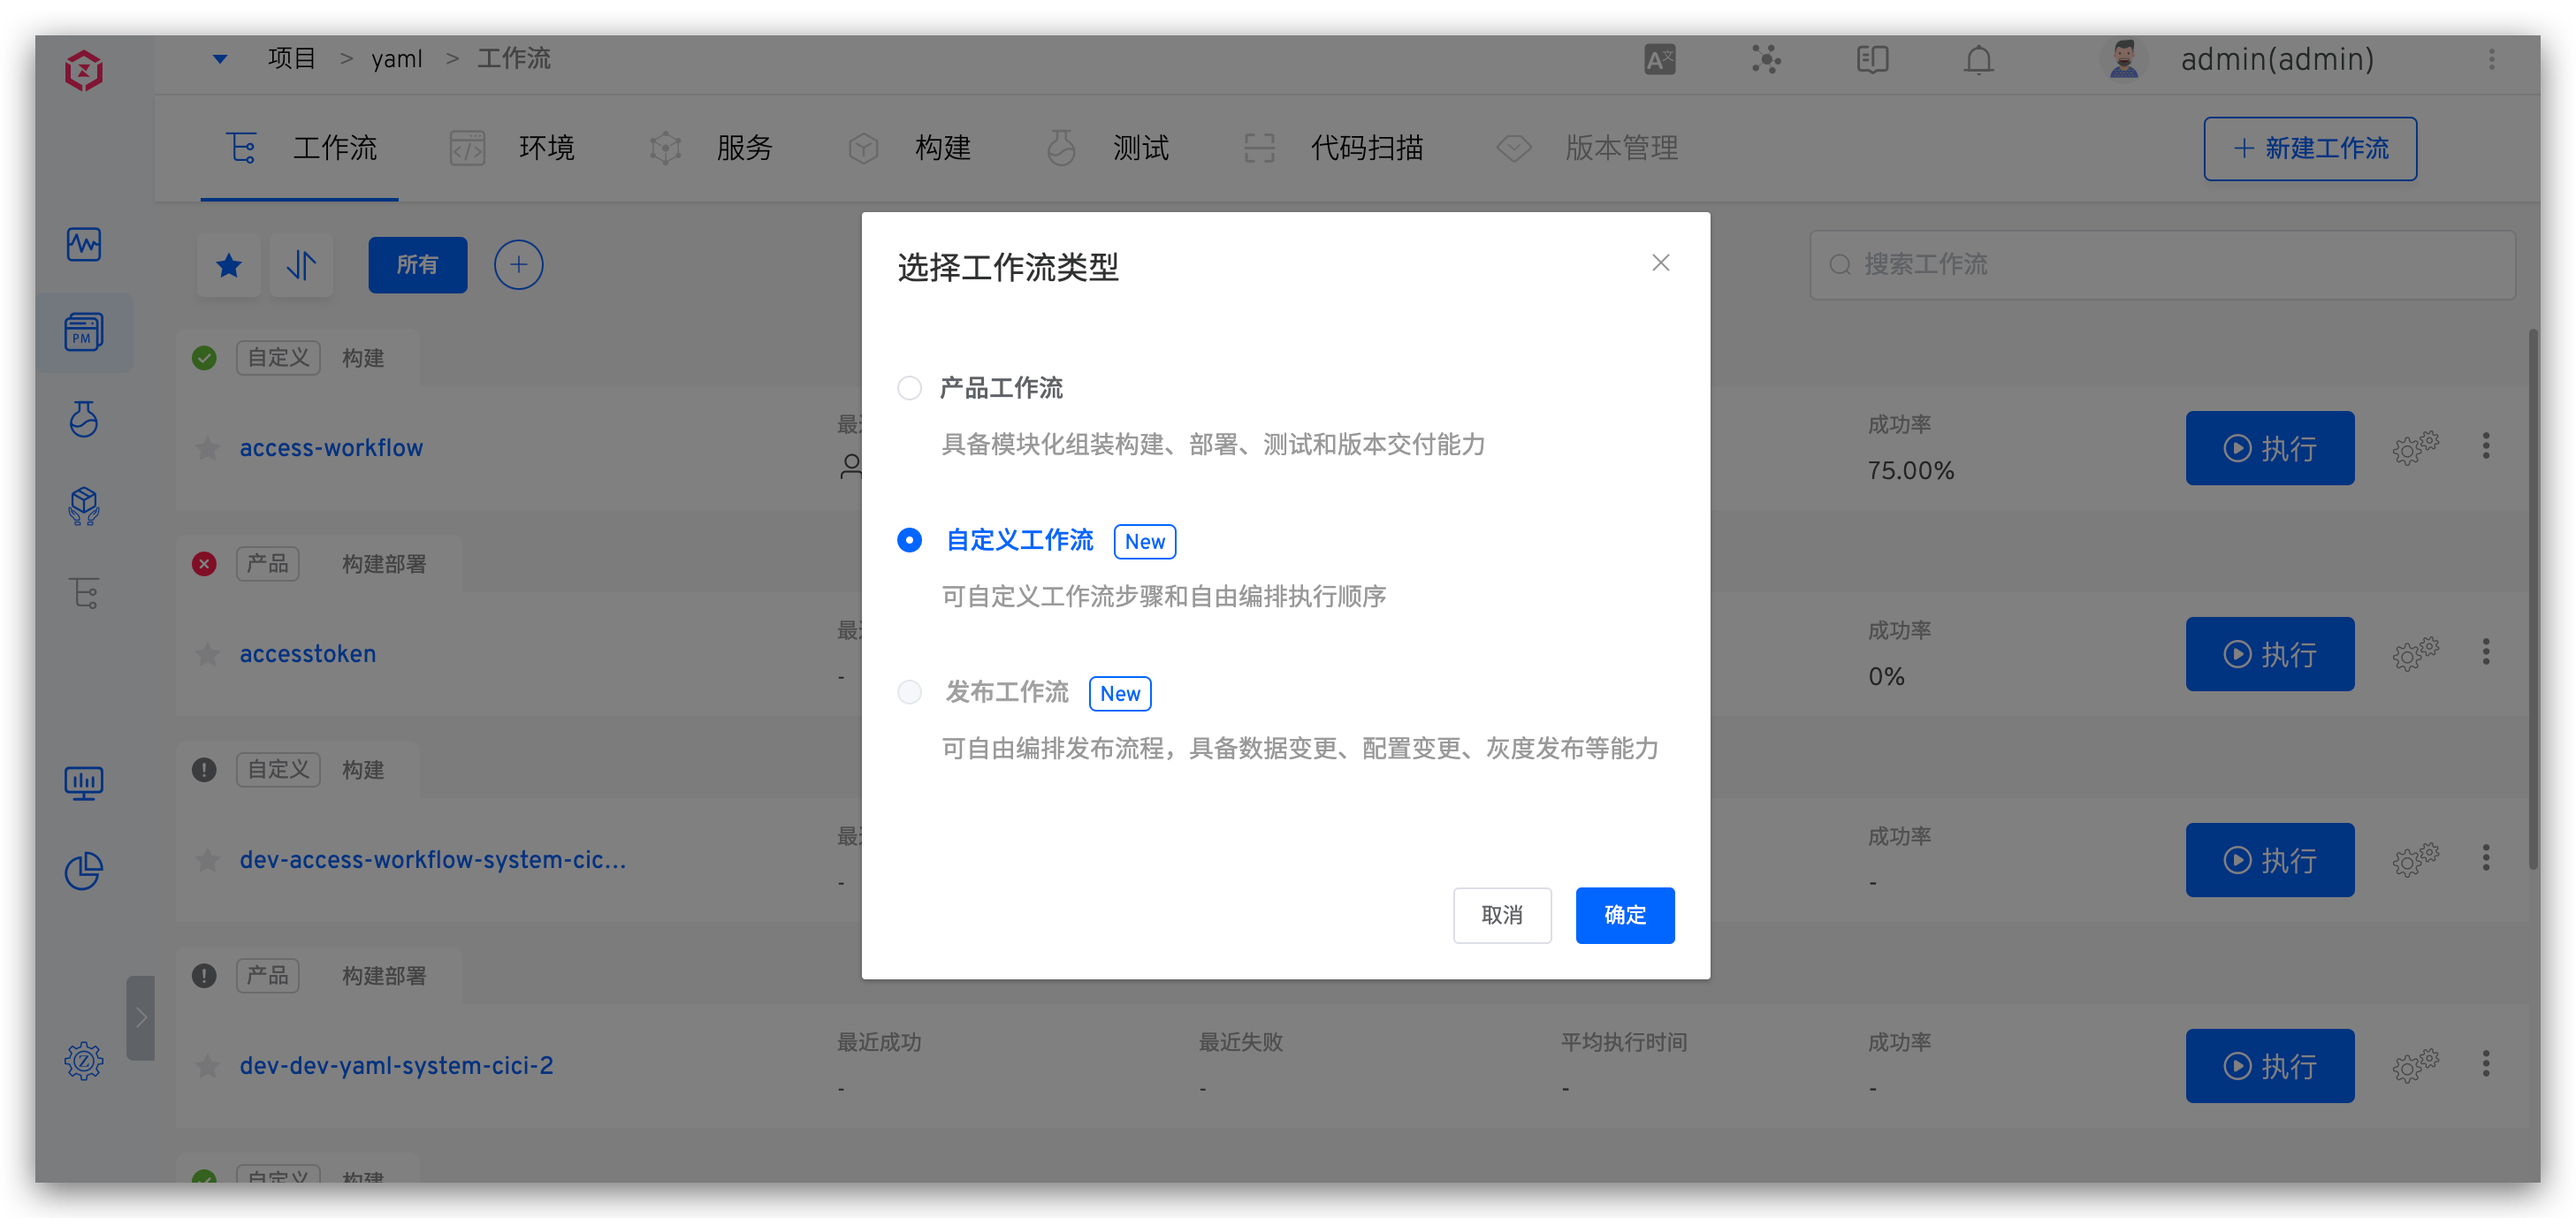 项目 > yaml > 工作流
admin(admin)
工作流 环境 服务 构建 测试 代码扫描 版本管理
+ 新建工作流
所有
搜索工作流
PM
选择工作流类型
产品工作流
具备模块化组装构建、部署、测试和版本交付能力
自定义工作流 New
可自定义工作流步骤和自由编排执行顺序
发布工作流 New
可自由编排发布流程，具备数据变更、配置变更、灰度发布等能力
取消 确定
自定义 构建
access-workflow
最
成功率
75.00%
执行
产品 构建部署
accesstoken
最
-
成功率
0%
执行
自定义 构建
dev-access-workflow-system-cic...
最
-
成功率
-
执行
产品 构建部署
dev-dev-yaml-system-cici-2
最近成功 最近失败 平均执行时间 成功率
- - - -
执行
自定义 构建